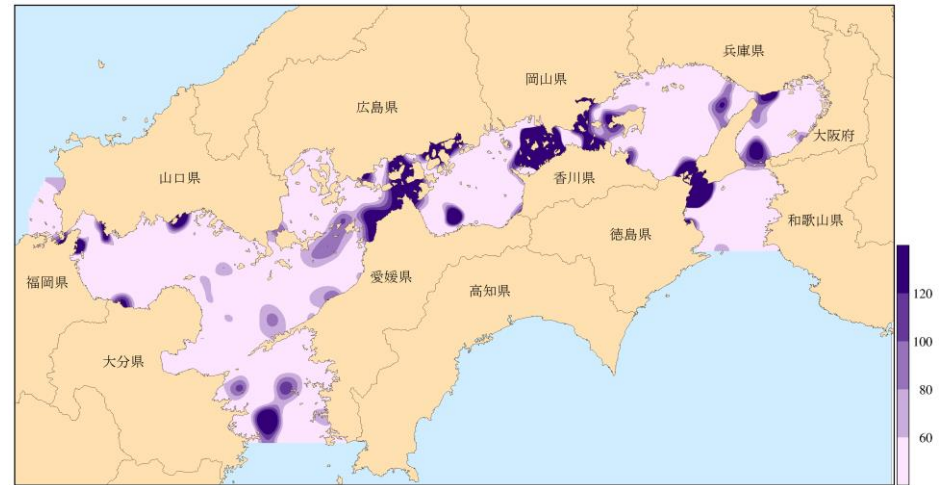 兵庫県
岡山県
広島県
大阪府
山口県
香川県
和歌山県
徳島県
福岡県
愛媛県
高知県
大分県
120
100
80
60